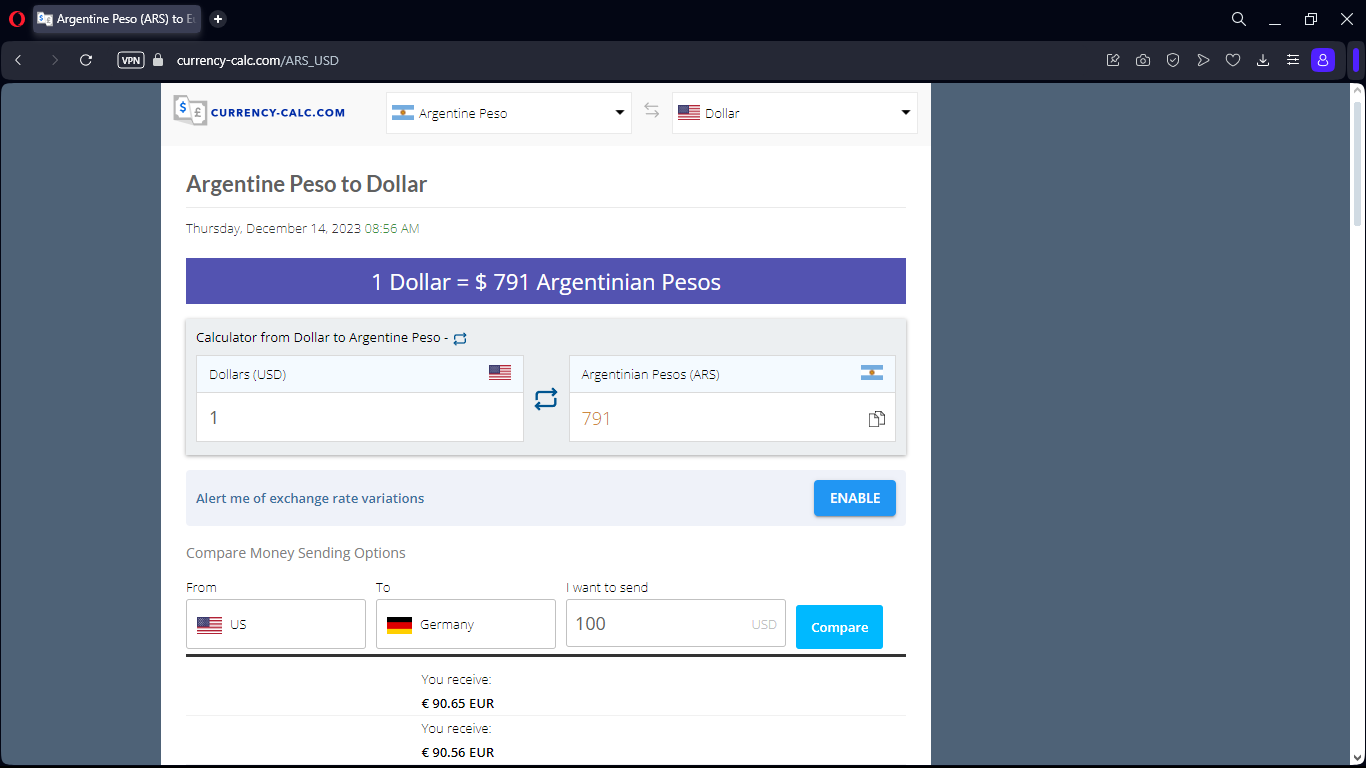 Argentine Peso (ARS) to E
VPN
currency-calc.com/ARS_USD
$ £
CURRENCY-CALC.COM
Argentine Peso
Dollar
Argentine Peso to Dollar
Thursday, December 14, 2023 08:56 AM
1 Dollar = $ 791 Argentinian Pesos
Calculator from Dollar to Argentine Peso -
Dollars (USD)
Argentinian Pesos (ARS)
1
791
Alert me of exchange rate variations
ENABLE
Compare Money Sending Options
From
To
I want to send
US
Germany
100
USD
Compare
You receive:
€ 90.65 EUR
You receive:
€ 90.56 EUR